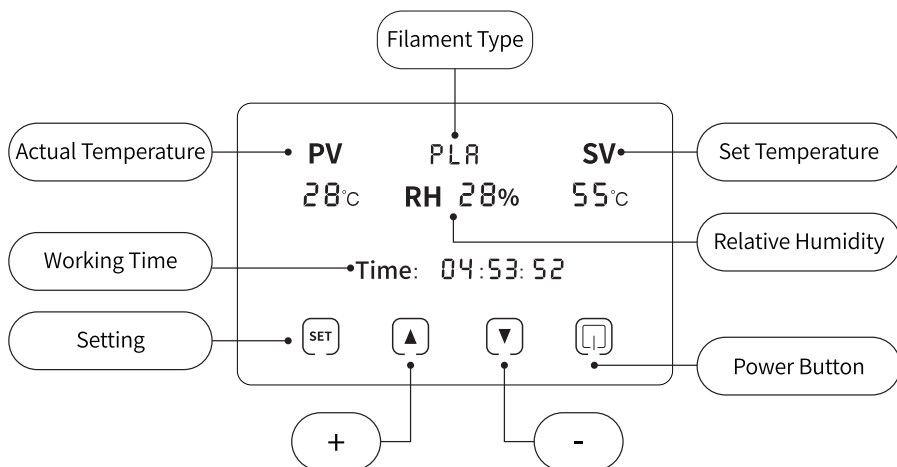 Filament Type
Actual Temperature
PV
PLA
SV
Set Temperature
28°C
RH 28%
55°C
Relative Humidity
Working Time
Time: 04:53:52
Setting
SET
Power Button
+
-